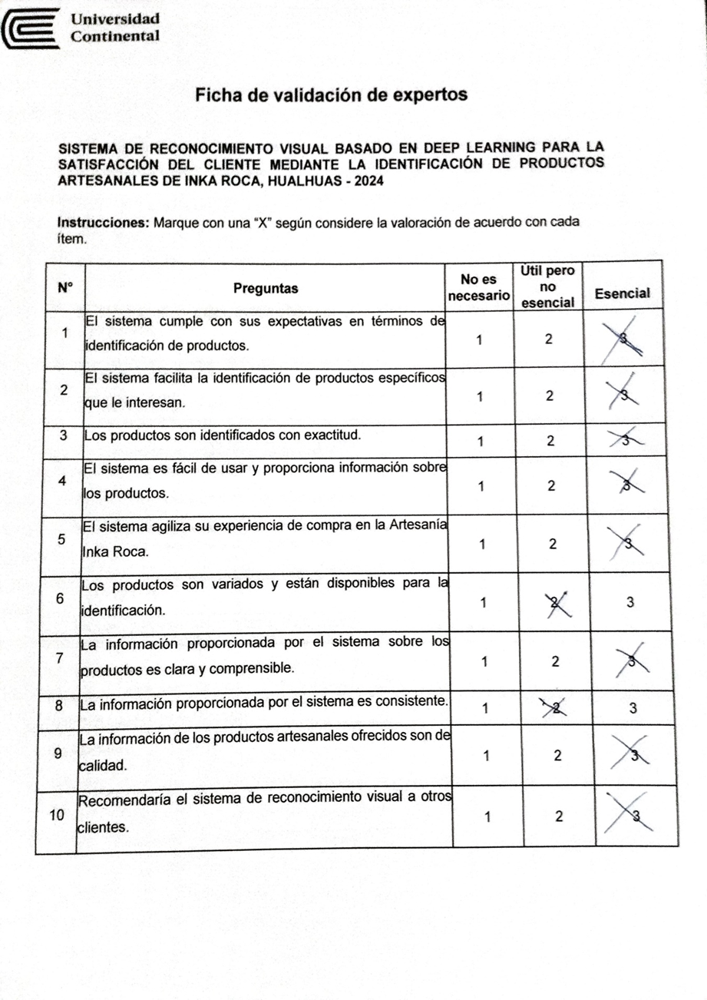 Universidad
Continental
Ficha de validación de expertos
SISTEMA DE RECONOCIMIENTO VISUAL BASADO EN DEEP LEARNING PARA LA
SATISFACCIÓN DEL CLIENTE MEDIANTE LA IDENTIFICACIÓN DE PRODUCTOS
ARTESANALES DE INKA ROCA, HUALHUAS - 2024
Instrucciones: Marque con una “X” según considere la valoración de acuerdo con cada
ítem.
Nº Preguntas No es necesario Útil pero no esencial Esencial
1 El sistema cumple con sus expectativas en términos de
identificación de productos. 1 2 3
2 El sistema facilita la identificación de productos específicos
que le interesan. 1 2 3
3 Los productos son identificados con exactitud. 1 2 3
4 El sistema es fácil de usar y proporciona información sobre
los productos. 1 2 3
5 El sistema agiliza su experiencia de compra en la Artesanía
Inka Roca. 1 2 3
6 Los productos son variados y están disponibles para la
identificación. 1 2 3
7 La información proporcionada por el sistema sobre los
productos es clara y comprensible. 1 2 3
8 La información proporcionada por el sistema es consistente. 1 2 3
9 La información de los productos artesanales ofrecidos son de
calidad. 1 2 3
10 Recomendaría el sistema de reconocimiento visual a otros
clientes. 1 2 3